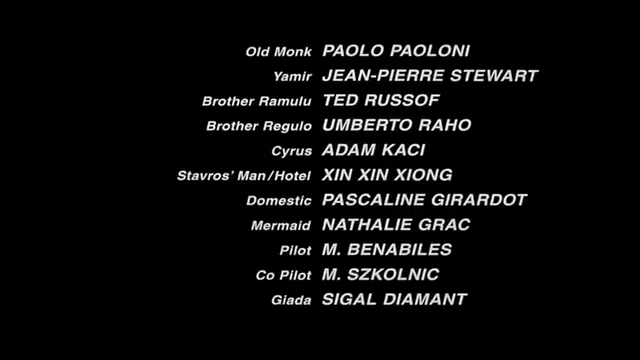 Old Monk PAOLO PAOLONI
Yamir JEAN-PIERRE STEWART
Brother Ramulu TED RUSSOF
Brother Regulo UMBERTO RAHO
Cyrus ADAM KACI
Stavros' Man/Hotel XIN XIN XIONG
Domestic PASCALINE GIRARDOT
Mermaid NATHALIE GRAC
Pilot M. BENABILES
Co Pilot M. SZKOLNIC
Giada SIGAL DIAMANT